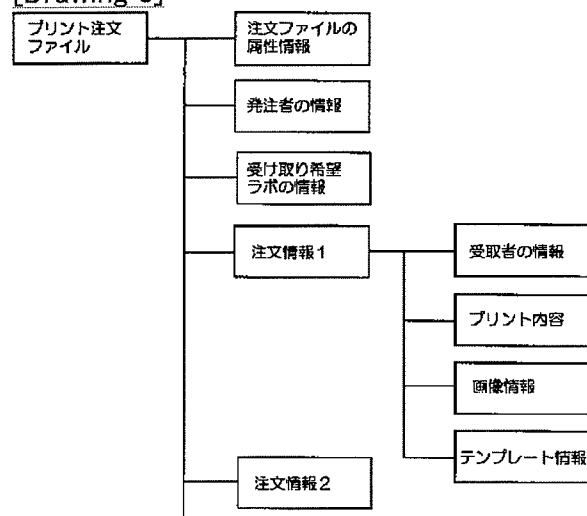 [Drawing 3]
プリント注文
ファイル
注文ファイルの
属性情報
発注者の情報
受け取り希望
ラボの情報
注文情報1
受取者の情報
プリント内容
画像情報
テンプレート情報
注文情報2